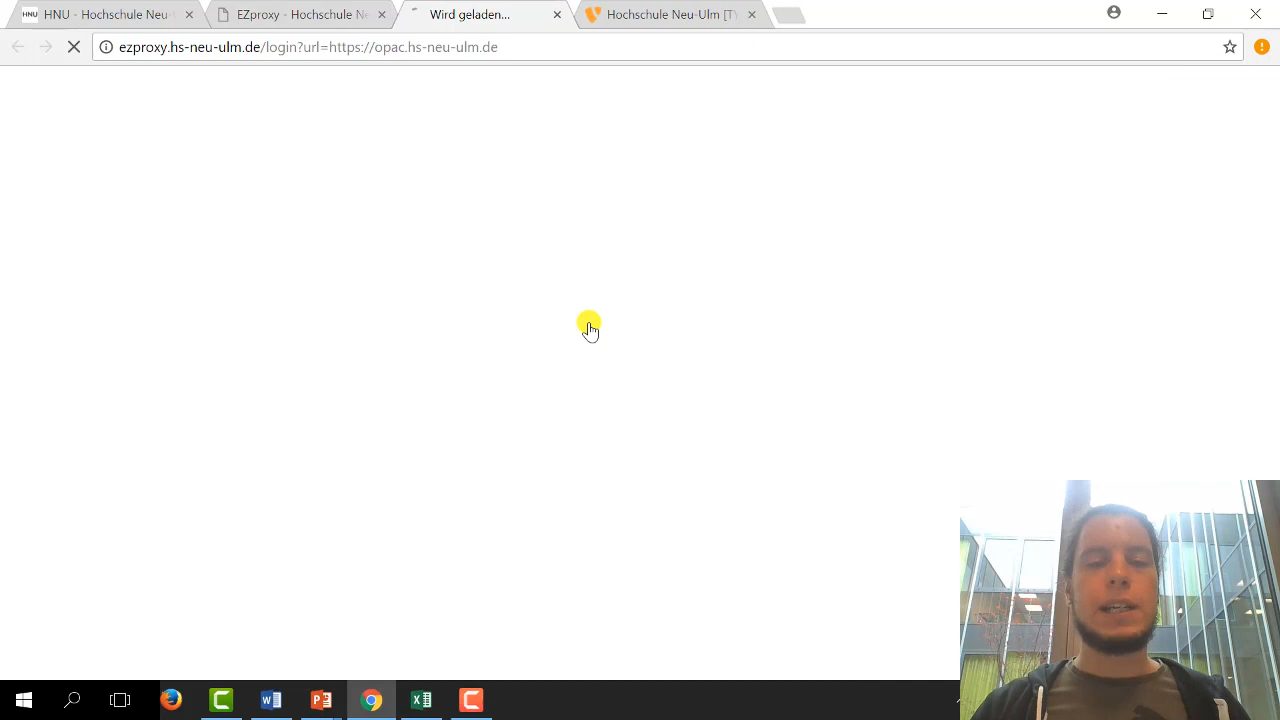 HNU HNU - Hochschule Neu-
EZproxy - Hochschule Ne
Wird geladen...
Hochschule Neu-Ulm [TY
ezproxy.hs-neu-ulm.de/login?url=https://opac.hs-neu-ulm.de